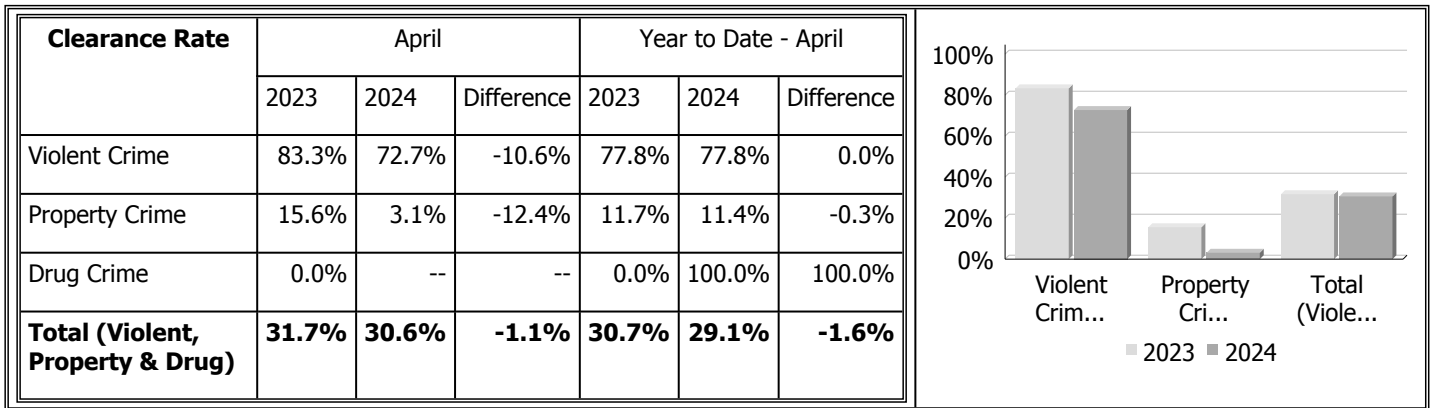 Clearance Rate April Year to Date - April
2023 2024 Difference 2023 2024 Difference
Violent Crime 83.3% 72.7% -10.6% 77.8% 77.8% 0.0%
Property Crime 15.6% 3.1% -12.4% 11.7% 11.4% -0.3%
Drug Crime 0.0% -- -- 0.0% 100.0% 100.0%
Total (Violent,
Property & Drug) 31.7% 30.6% -1.1% 30.7% 29.1% -1.6%
100%
80%
60%
40%
20%
0%
Violent Property Total
Crim... Cri... (Viole...
2023 2024